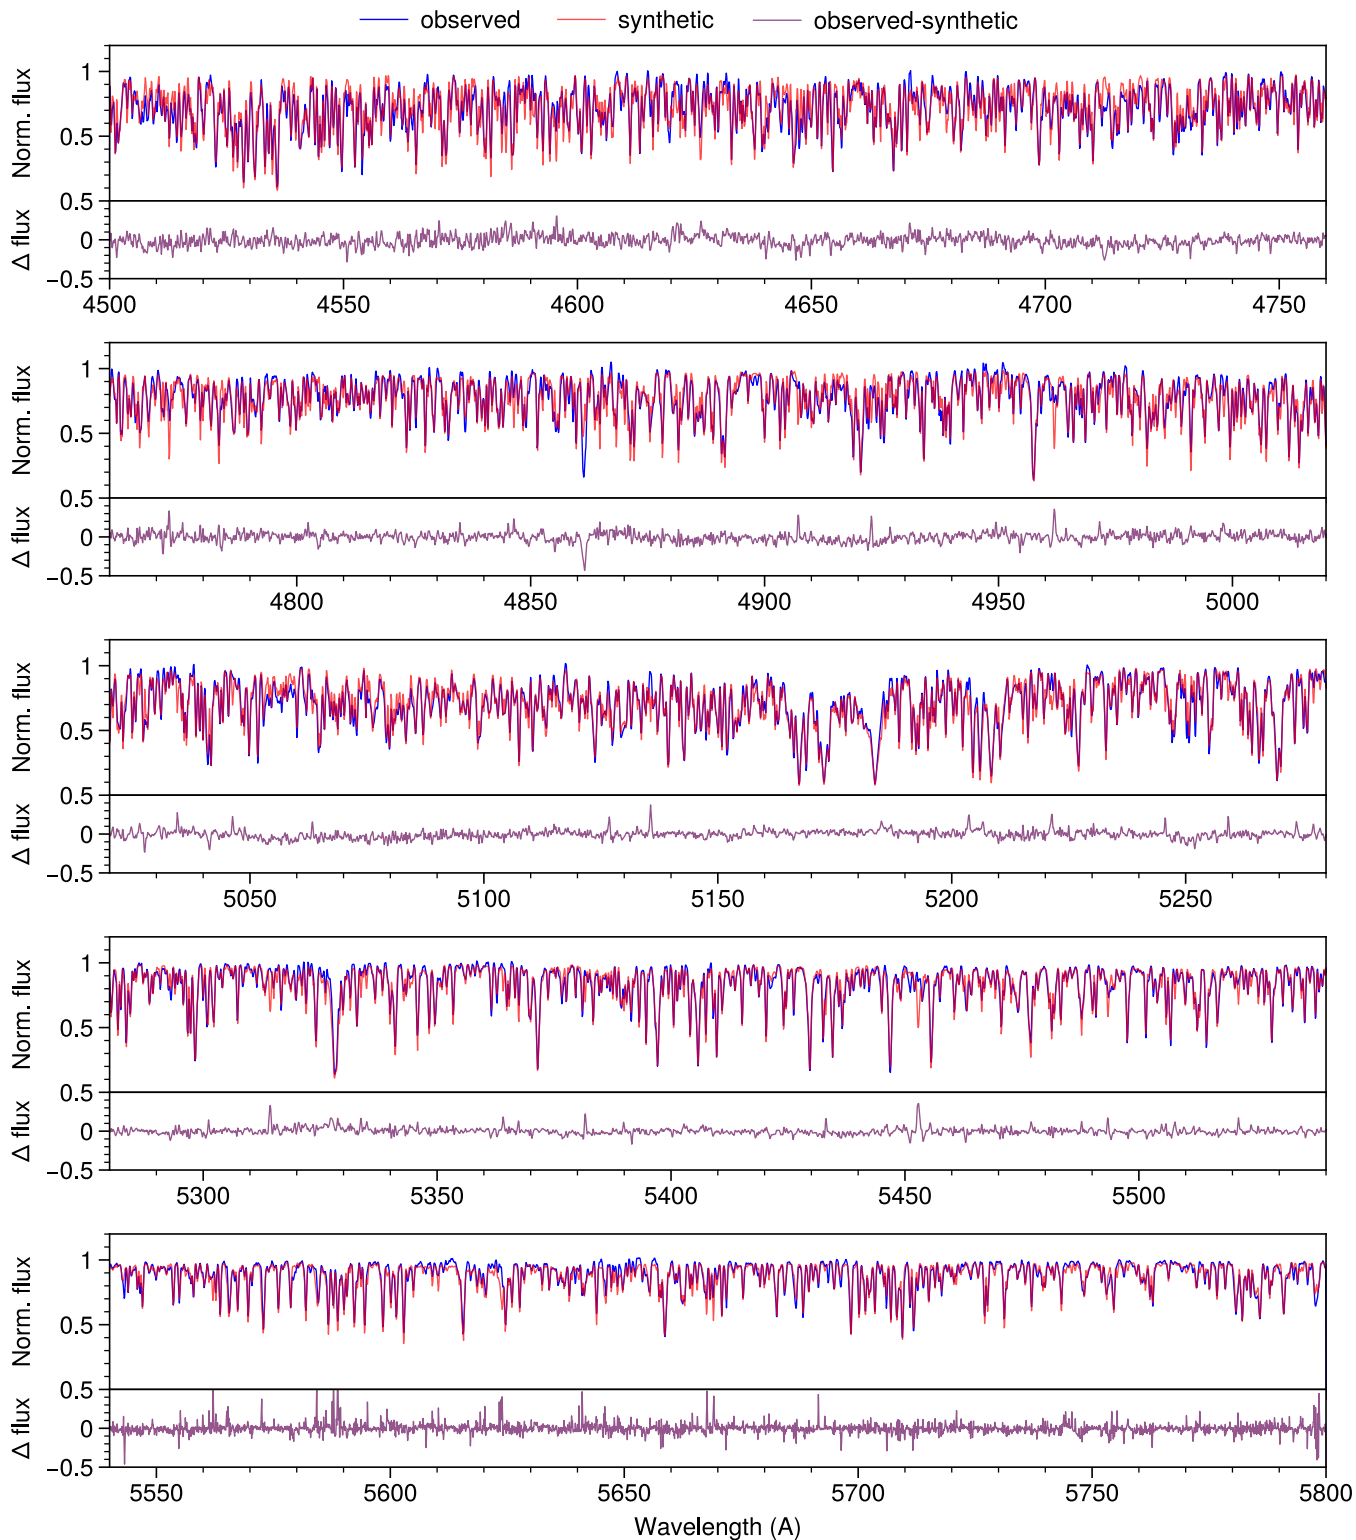 observed synthetic observed-synthetic
Norm. flux
1
0.5
Δ flux
0.5
0
−0.5
4500 4550 4600 4650 4700 4750
Norm. flux
1
0.5
Δ flux
0.5
0
−0.5
4800 4850 4900 4950 5000
Norm. flux
1
0.5
Δ flux
0.5
0
−0.5
5050 5100 5150 5200 5250
Norm. flux
1
0.5
Δ flux
0.5
0
−0.5
5300 5350 5400 5450 5500
Norm. flux
1
0.5
Δ flux
0.5
0
−0.5
5550 5600 5650 5700 5750 5800
Wavelength (A)